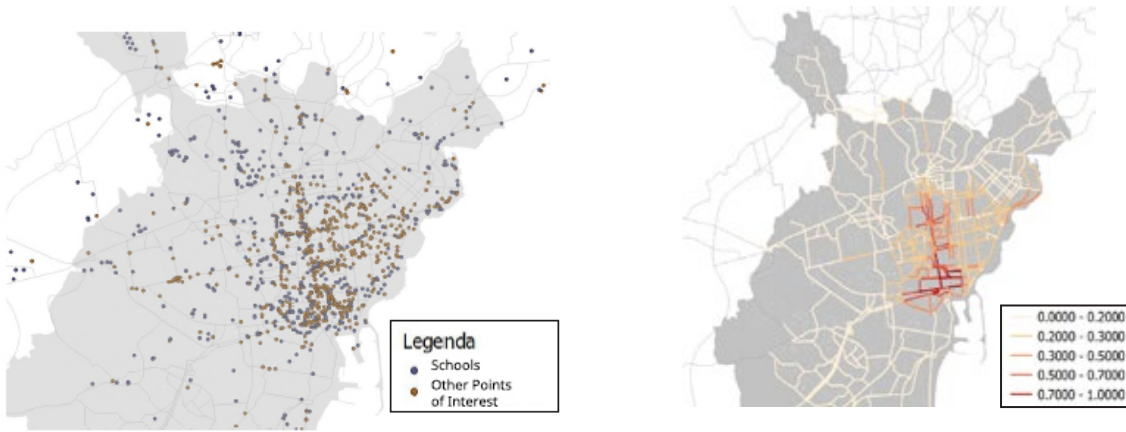 Legenda
Schools
Other Points
of Interest
0.0000 - 0.2000
0.2000 - 0.3000
0.3000 - 0.5000
0.5000 - 0.7000
0.7000 - 1.0000